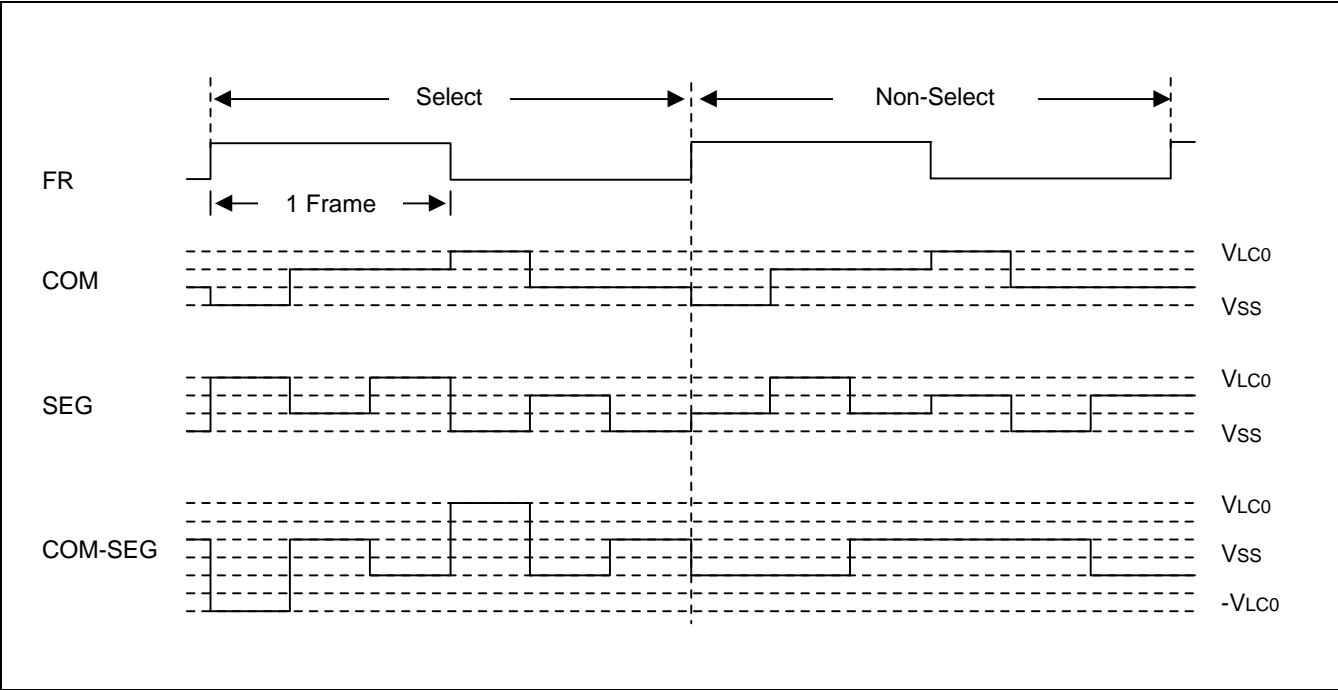 Select
Non-Select
FR
1 Frame
COM
VLC0
VSS
SEG
VLC0
VSS
COM-SEG
VLC0
VSS
-VLC0